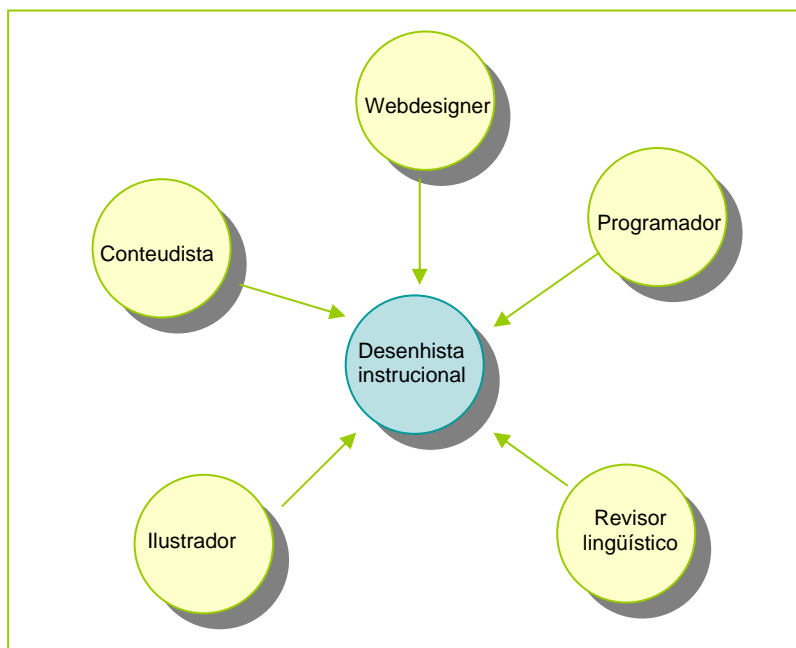 Webdesigner
Programador
Conteudista
Desenhista
instrucional
Ilustrador
Revisor
lingüístico